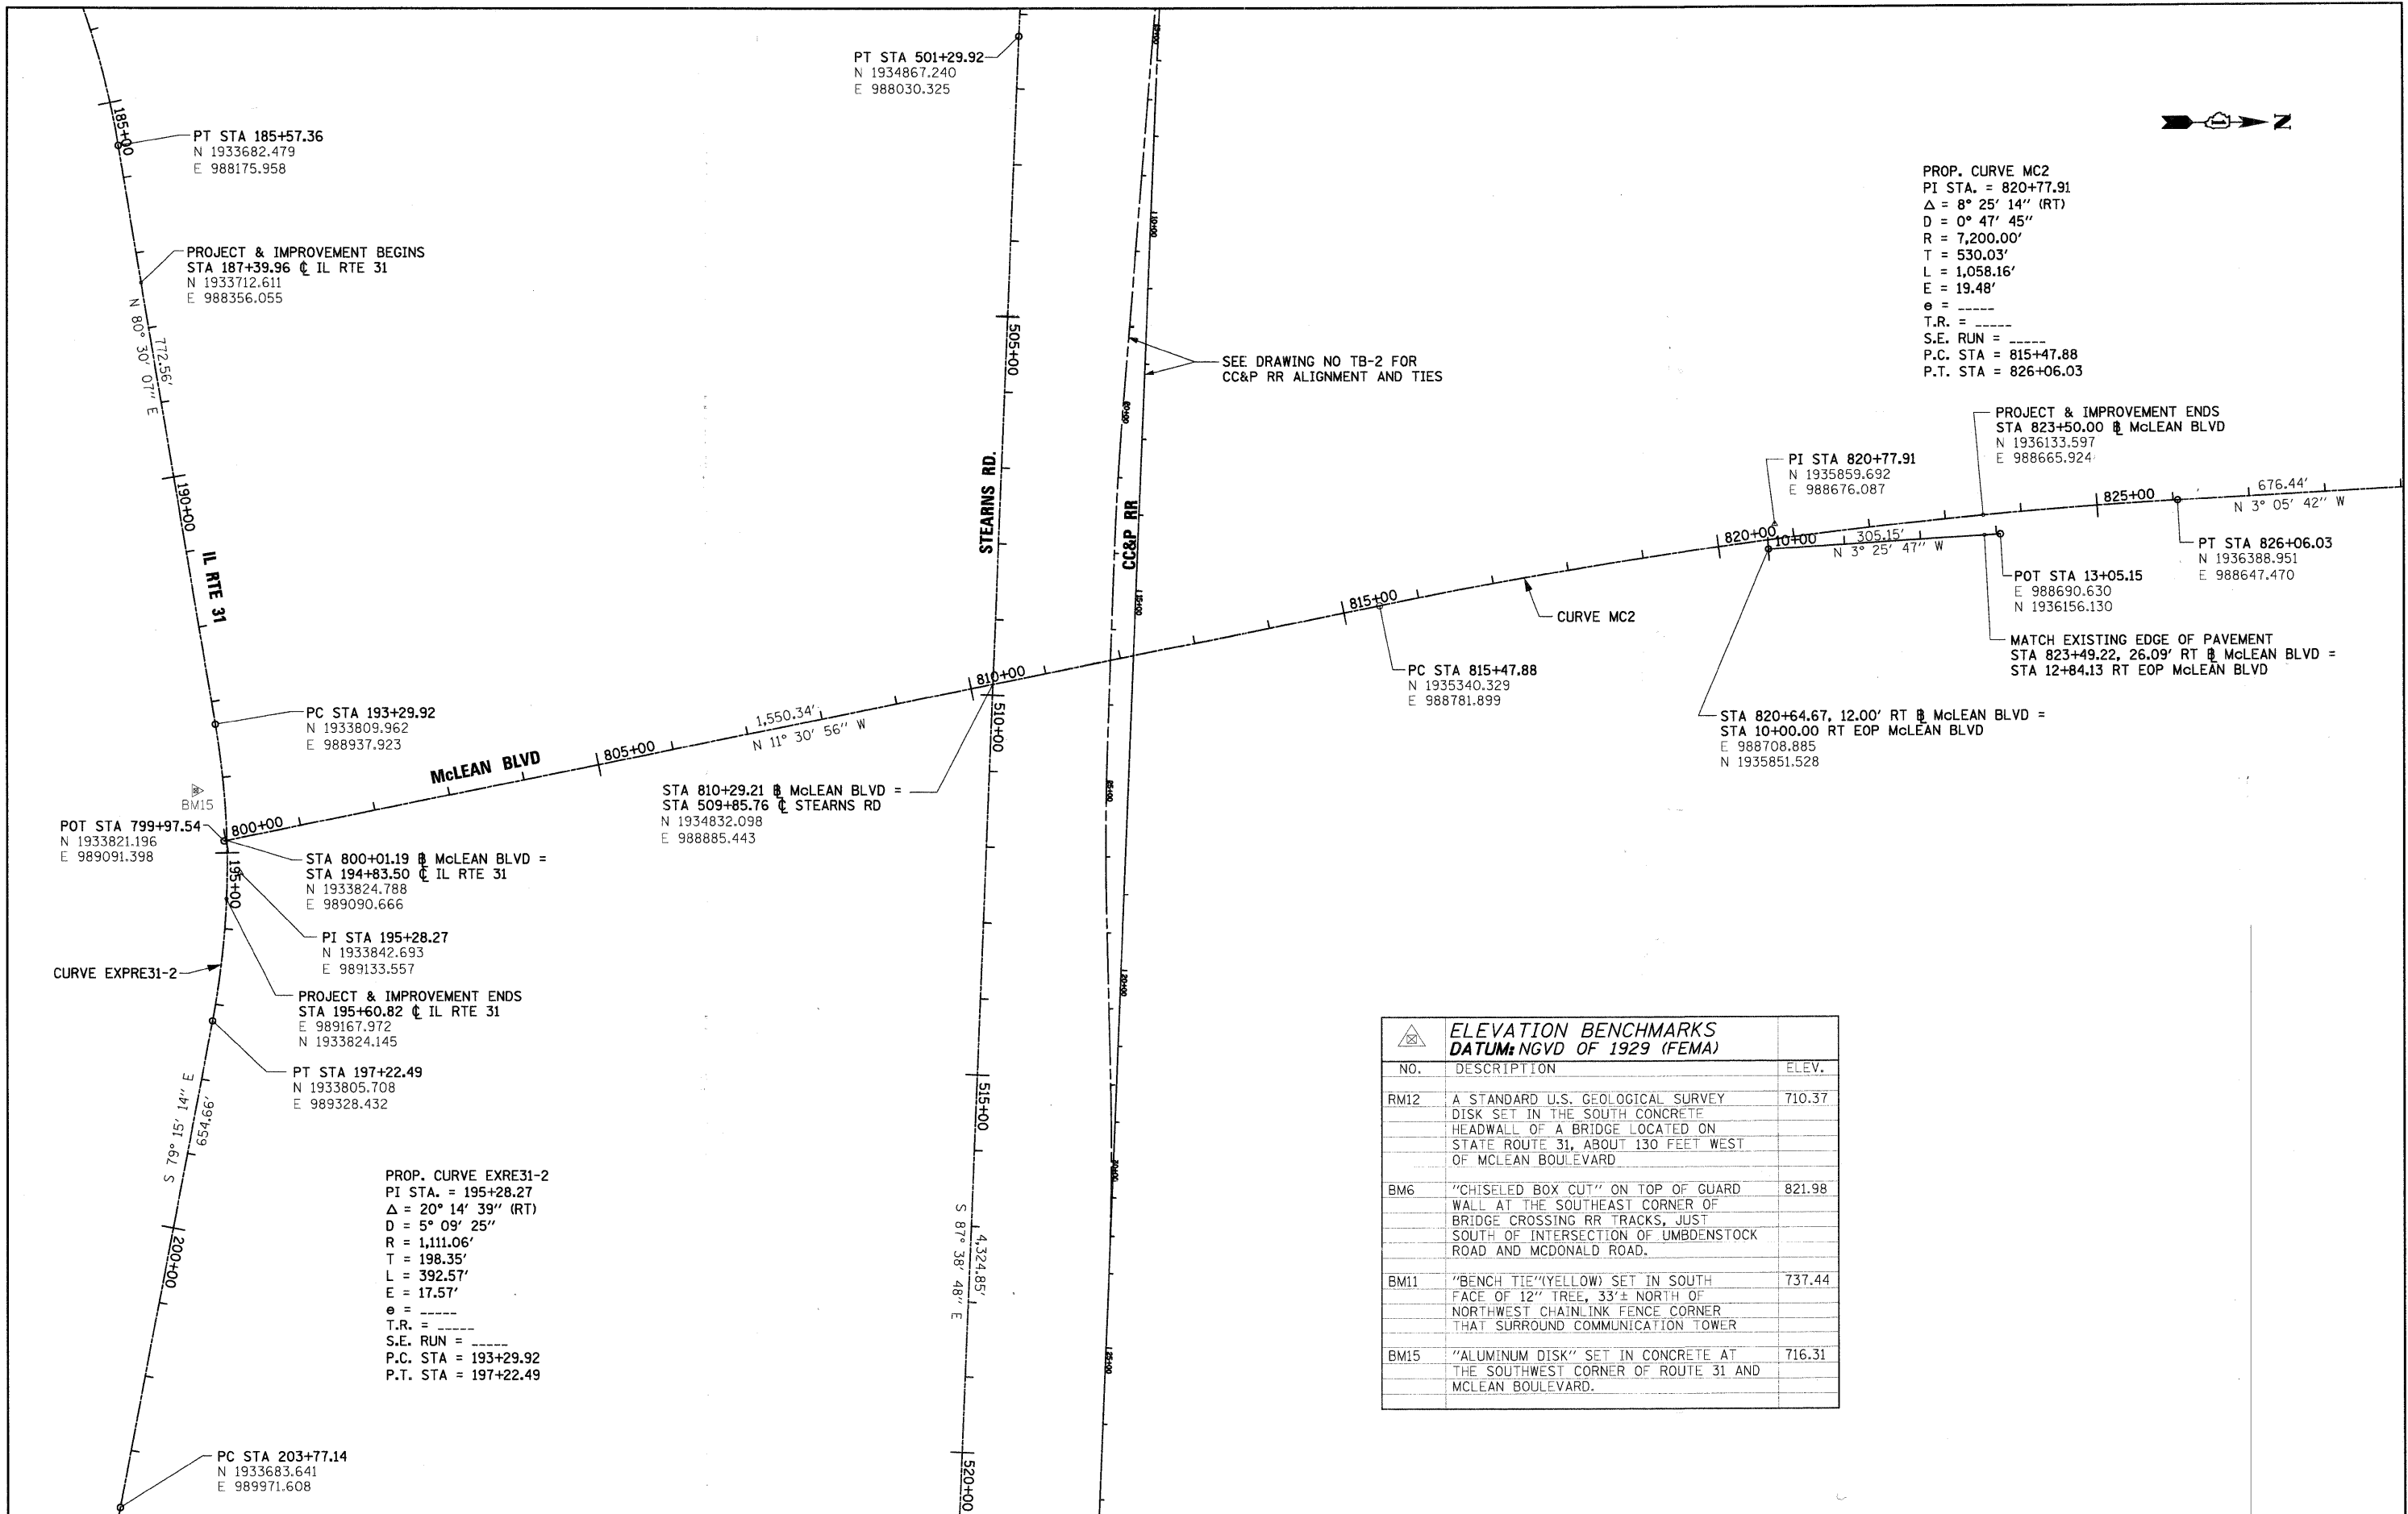 PT STA 501+29.92
N 1934867.240
E 988030.325
185+00
PT STA 185+57.36
N 1933682.479
E 988175.958
N
PROJECT & IMPROVEMENT BEGINS
STA 187+39.96 ℄ IL RTE 31
N 1933712.611
E 988356.055
772.56'
N 80° 30' 07" E
190+00
IL RTE 31
PC STA 193+29.92
N 1933809.962
E 988937.923
BM15
POT STA 799+97.54
N 1933821.196
E 989091.398
800+00
STA 800+01.19 BL McLEAN BLVD =
STA 194+83.50 ℄ IL RTE 31
N 1933824.788
E 989090.666
195+00
PI STA 195+28.27
N 1933842.693
E 989133.557
CURVE EXPRE31-2
PROJECT & IMPROVEMENT ENDS
STA 195+60.82 ℄ IL RTE 31
E 989167.972
N 1933824.145
PT STA 197+22.49
N 1933805.708
E 989328.432
S 79° 15' 14" E
654.66'
200+00
PROP. CURVE EXRE31-2
PI STA. = 195+28.27
Δ = 20° 14' 39" (RT)
D = 5° 09' 25"
R = 1,111.06'
T = 198.35'
L = 392.57'
E = 17.57'
e = _____
T.R. = _____
S.E. RUN = _____
P.C. STA = 193+29.92
P.T. STA = 197+22.49
PC STA 203+77.14
N 1933683.641
E 989971.608
McLEAN BLVD
805+00
1,550.34'
N 11° 30' 56" W
810+00
STA 810+29.21 BL McLEAN BLVD =
STA 509+85.76 ℄ STEARNS RD
N 1934832.098
E 988885.443
505+00
STEARNS RD.
510+00
515+00
4,324.85'
S 87° 38' 48" E
520+00
110+00
CC&P RR
115+00
120+00
125+00
SEE DRAWING NO TB-2 FOR
CC&P RR ALIGNMENT AND TIES
815+00
PC STA 815+47.88
N 1935340.329
E 988781.899
CURVE MC2
PROP. CURVE MC2
PI STA. = 820+77.91
Δ = 8° 25' 14" (RT)
D = 0° 47' 45"
R = 7,200.00'
T = 530.03'
L = 1,058.16'
E = 19.48'
e = _____
T.R. = _____
S.E. RUN = _____
P.C. STA = 815+47.88
P.T. STA = 826+06.03
PROJECT & IMPROVEMENT ENDS
STA 823+50.00 BL McLEAN BLVD
N 1936133.597
E 988665.924
PI STA 820+77.91
N 1935859.692
E 988676.087
820+00
10+00
305.15'
N 3° 25' 47" W
825+00
676.44'
N 3° 05' 42" W
PT STA 826+06.03
N 1936388.951
E 988647.470
POT STA 13+05.15
E 988690.630
N 1936156.130
MATCH EXISTING EDGE OF PAVEMENT
STA 823+49.22, 26.09' RT BL McLEAN BLVD =
STA 12+84.13 RT EOP McLEAN BLVD
STA 820+64.67, 12.00' RT BL McLEAN BLVD =
STA 10+00.00 RT EOP McLEAN BLVD
E 988708.885
N 1935851.528
ELEVATION BENCHMARKS
DATUM: NGVD OF 1929 (FEMA)
NO. DESCRIPTION ELEV.
RM12 A STANDARD U.S. GEOLOGICAL SURVEY 710.37
DISK SET IN THE SOUTH CONCRETE
HEADWALL OF A BRIDGE LOCATED ON
STATE ROUTE 31, ABOUT 130 FEET WEST
OF MCLEAN BOULEVARD
BM6 "CHISELED BOX CUT" ON TOP OF GUARD 821.98
WALL AT THE SOUTHEAST CORNER OF
BRIDGE CROSSING RR TRACKS, JUST
SOUTH OF INTERSECTION OF UMBDENSTOCK
ROAD AND MCDONALD ROAD.
BM11 "BENCH TIE"(YELLOW) SET IN SOUTH 737.44
FACE OF 12" TREE, 33'± NORTH OF
NORTHWEST CHAINLINK FENCE CORNER
THAT SURROUND COMMUNICATION TOWER
BM15 "ALUMINUM DISK" SET IN CONCRETE AT 716.31
THE SOUTHWEST CORNER OF ROUTE 31 AND
MCLEAN BOULEVARD.